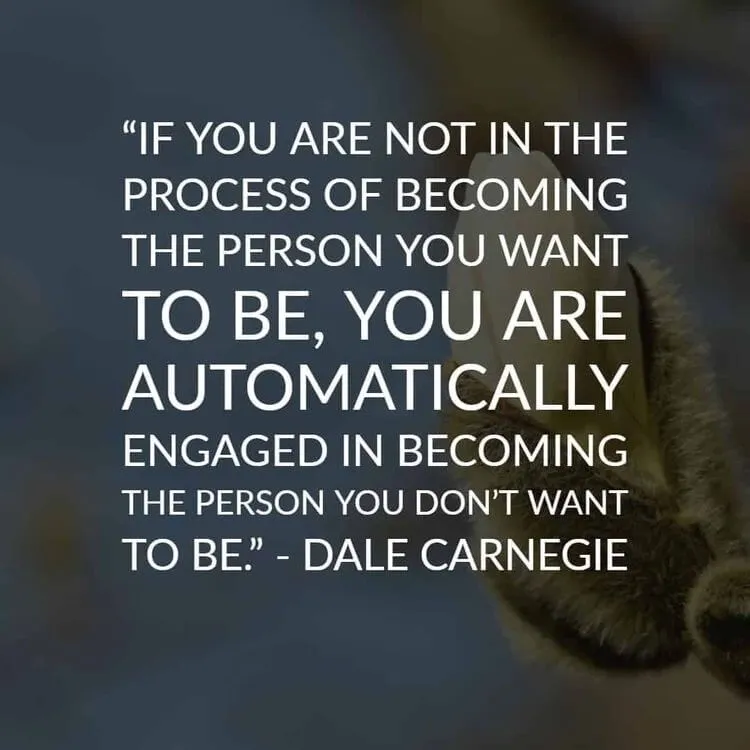 “IF YOU ARE NOT IN THE
PROCESS OF BECOMING
THE PERSON YOU WANT
TO BE, YOU ARE
AUTOMATICALLY
ENGAGED IN BECOMING
THE PERSON YOU DON’T WANT
TO BE.” - DALE CARNEGIE